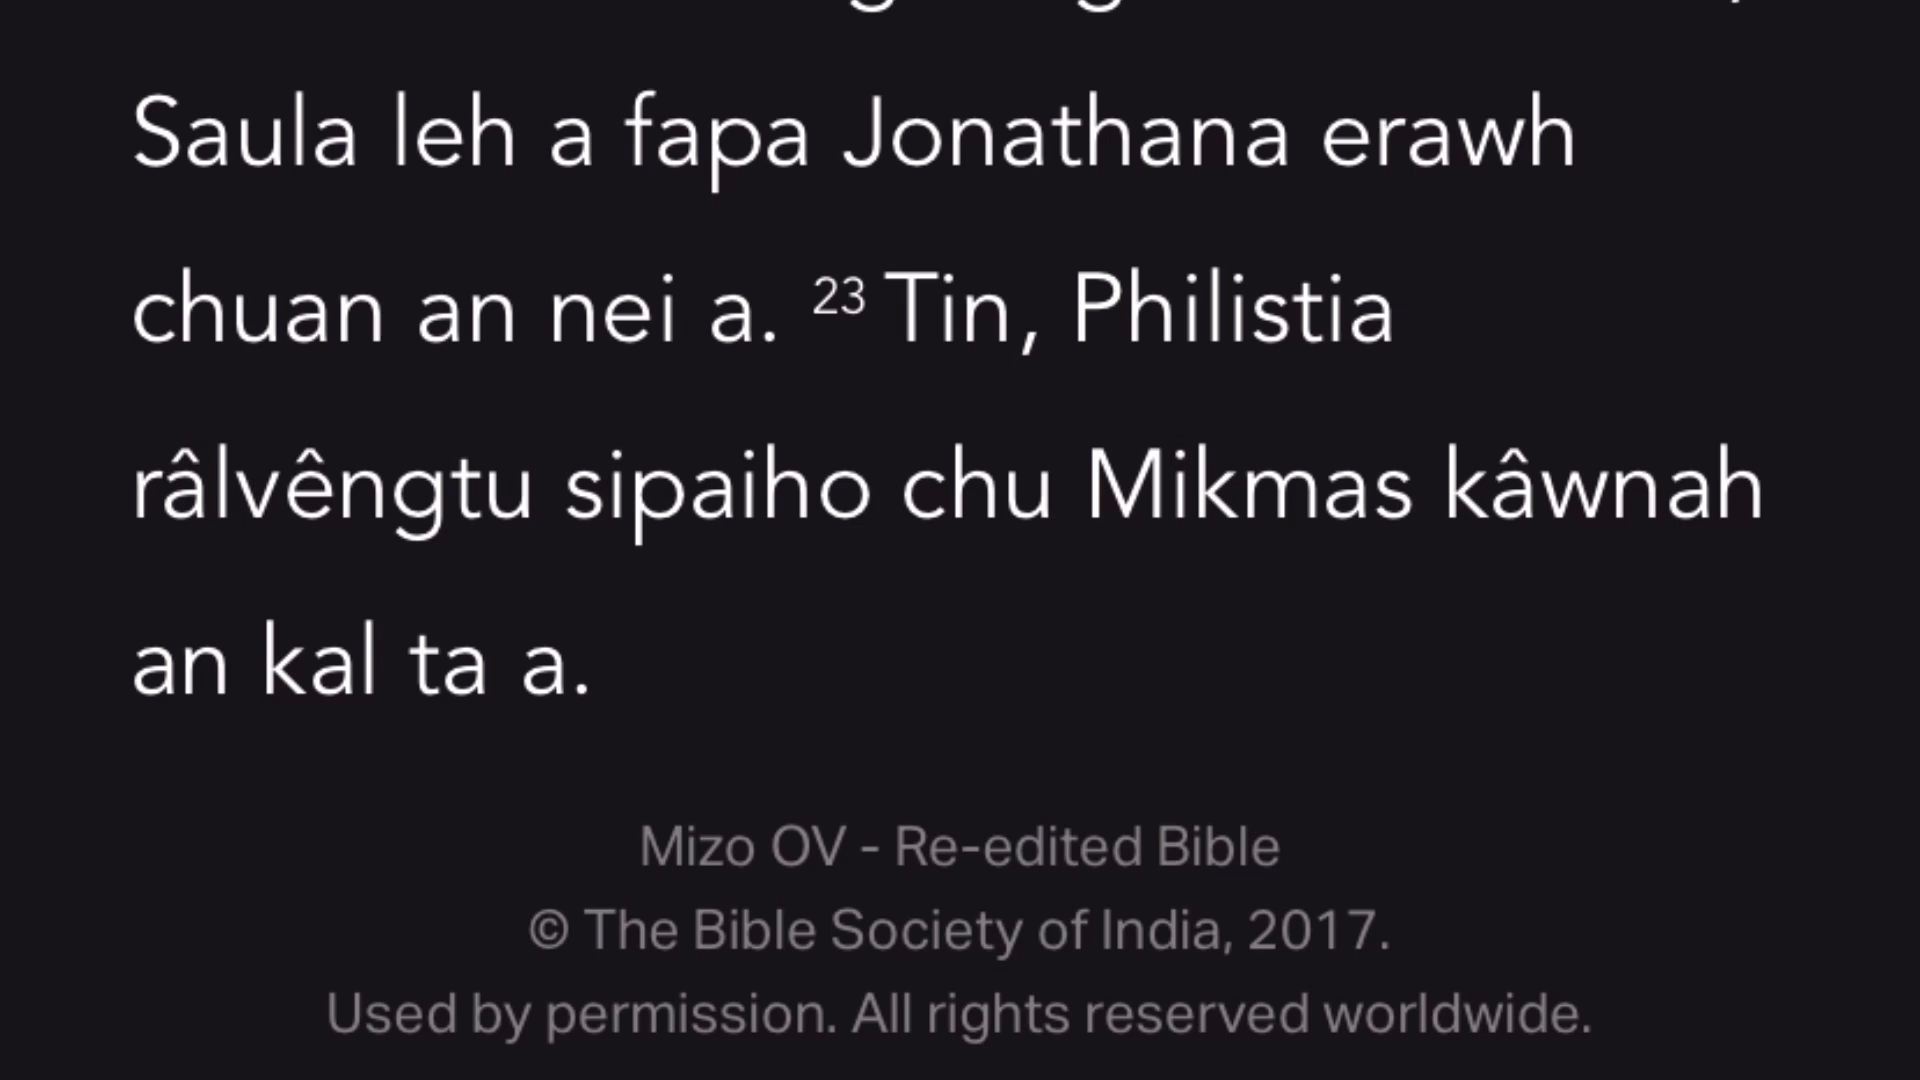 Saula leh a fapa Jonathana erawh
chuan an nei a. 23 Tin, Philistia
râlvêngtu sipaiho chu Mikmas kâwnah
an kal ta a.
Mizo OV - Re-edited Bible
© The Bible Society of India, 2017.
Used by permission. All rights reserved worldwide.